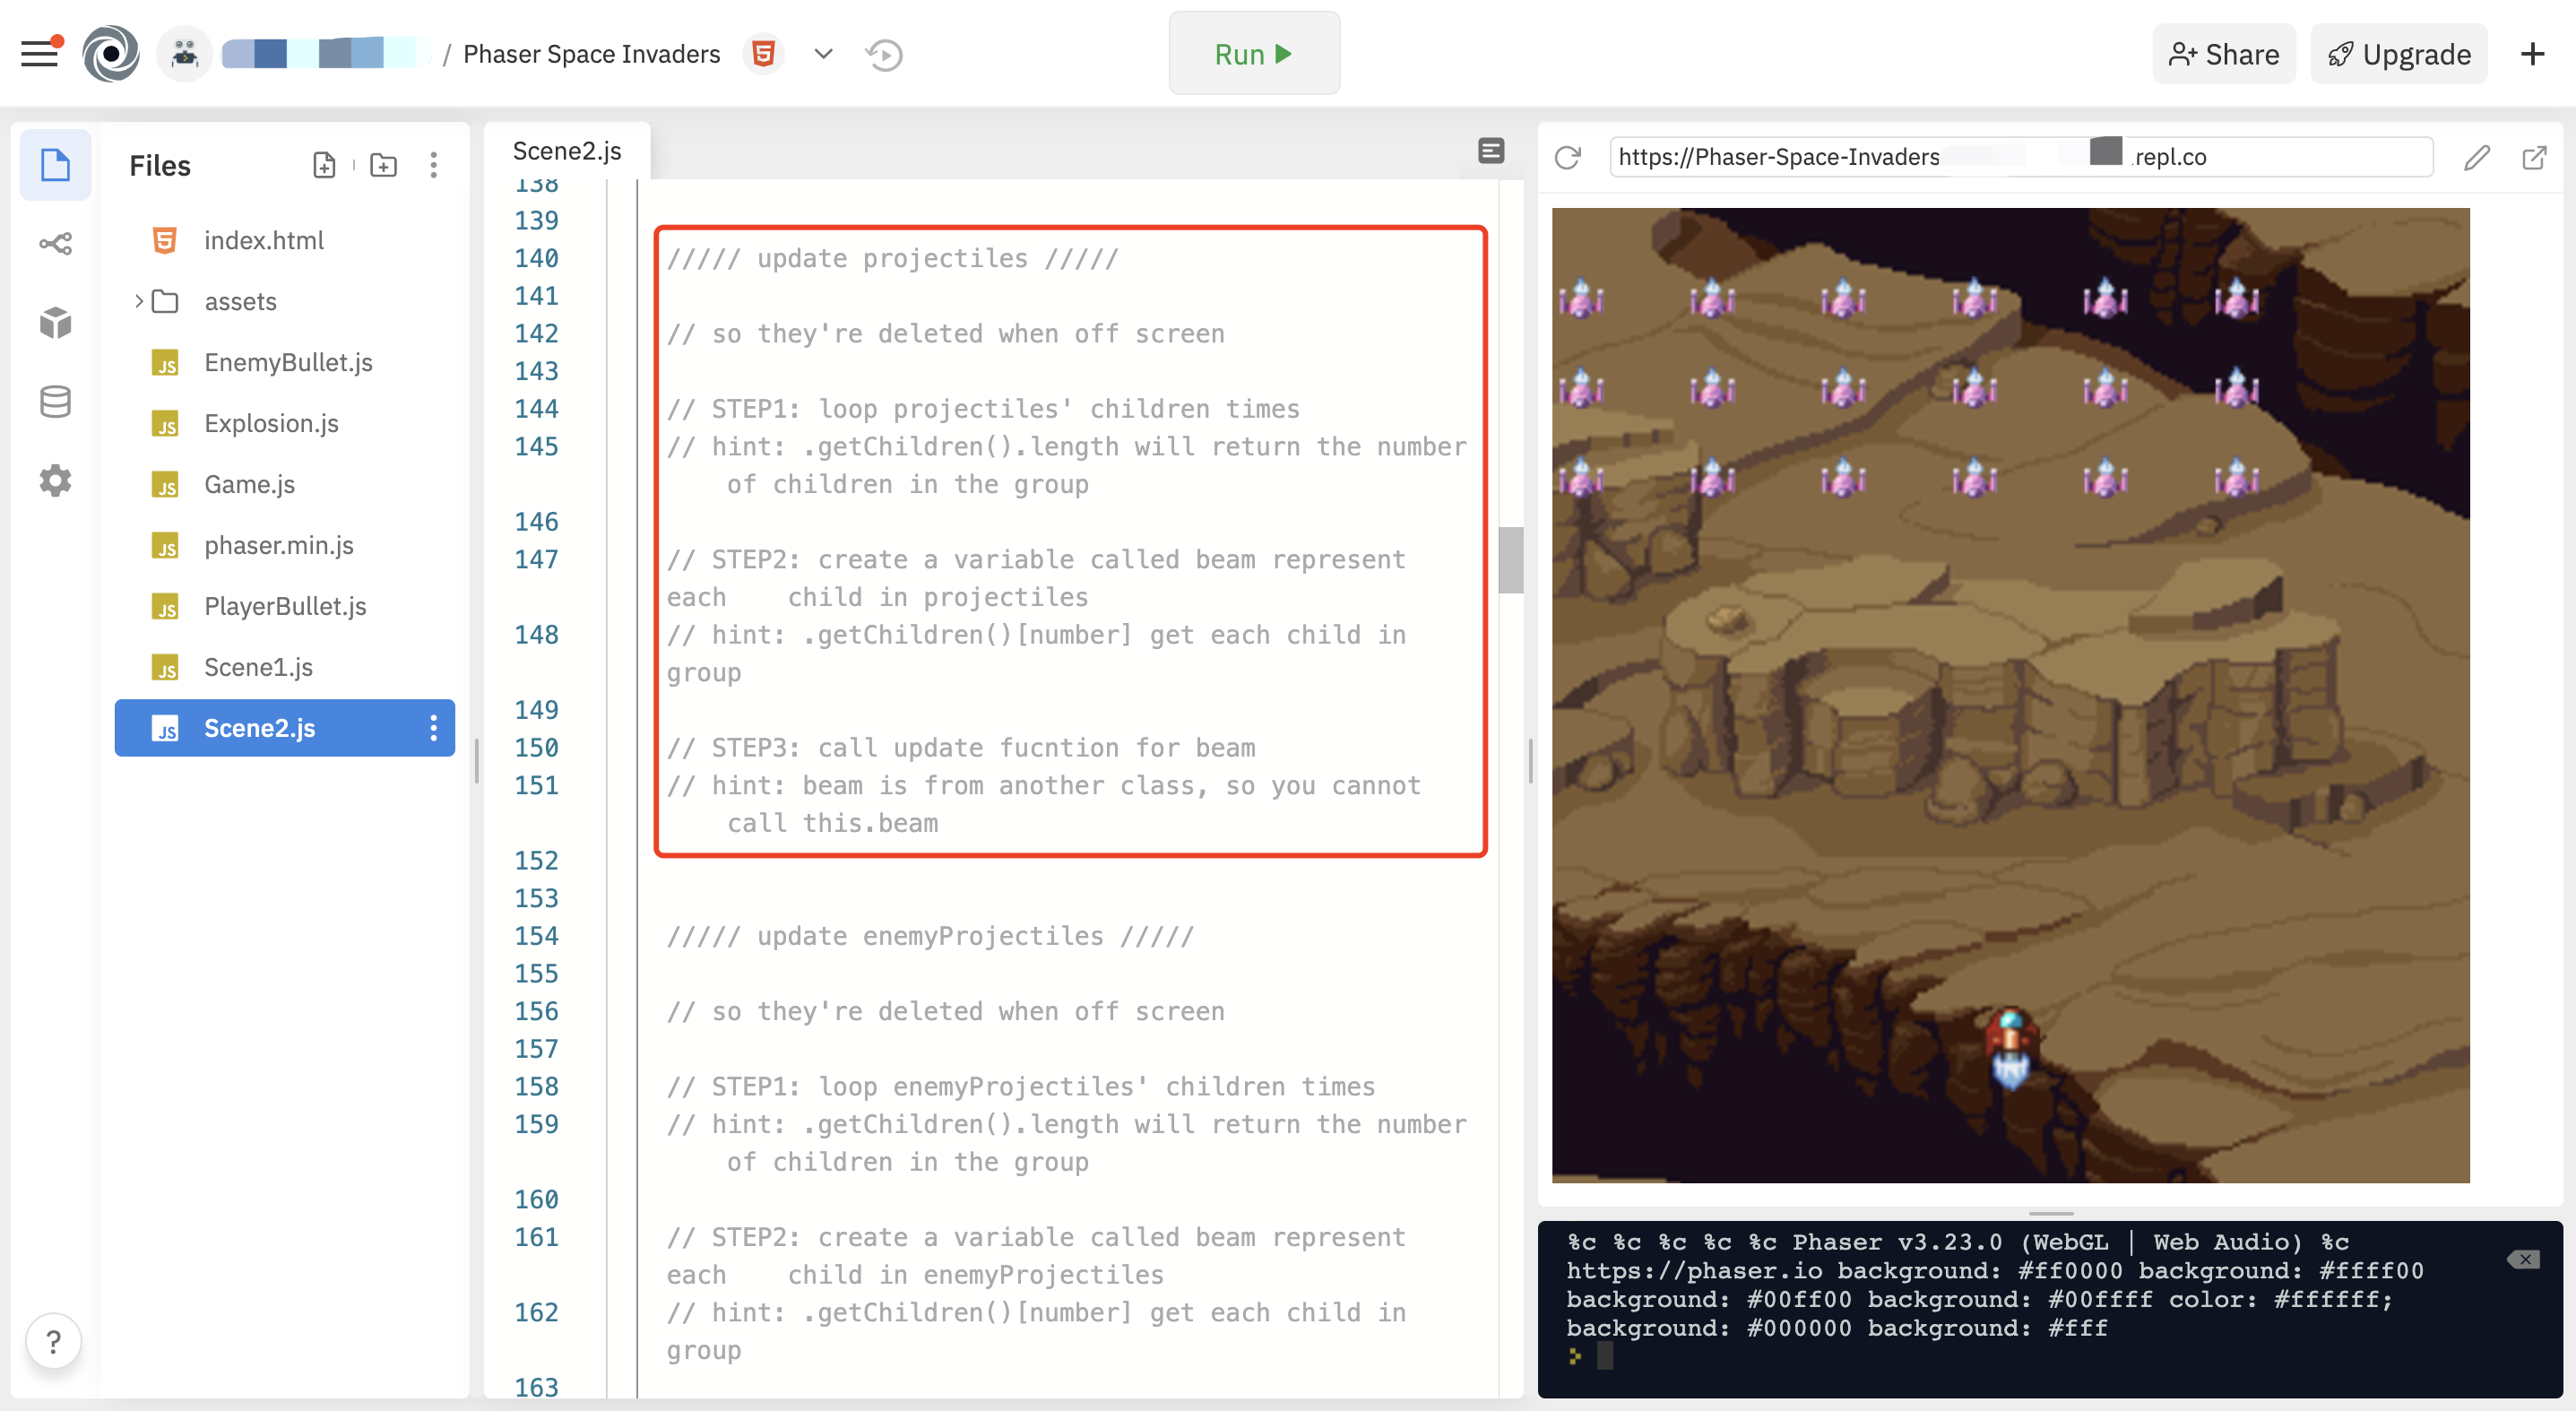 / Phaser Space Invaders
Run
Share
Upgrade
Files
index.html
assets
EnemyBullet.js
Explosion.js
Game.js
phaser.min.js
PlayerBullet.js
Scene1.js
Scene2.js
?
Scene2.js
138
139
140 ///// update projectiles /////
141
142 // so they're deleted when off screen
143
144 // STEP1: loop projectiles' children times
145 // hint: .getChildren().length will return the number
of children in the group
146
147 // STEP2: create a variable called beam represent
each    child in projectiles
148 // hint: .getChildren()[number] get each child in
group
149
150 // STEP3: call update fucntion for beam
151 // hint: beam is from another class, so you cannot
call this.beam
152
153
154 ///// update enemyProjectiles /////
155
156 // so they're deleted when off screen
157
158 // STEP1: loop enemyProjectiles' children times
159 // hint: .getChildren().length will return the number
of children in the group
160
161 // STEP2: create a variable called beam represent
each    child in enemyProjectiles
162 // hint: .getChildren()[number] get each child in
group
163
https://Phaser-Space-Invaders .repl.co
%c %c %c %c %c Phaser v3.23.0 (WebGL | Web Audio) %c
https://phaser.io background: #ff0000 background: #ffff00
background: #00ff00 background: #00ffff color: #ffffff;
background: #000000 background: #fff